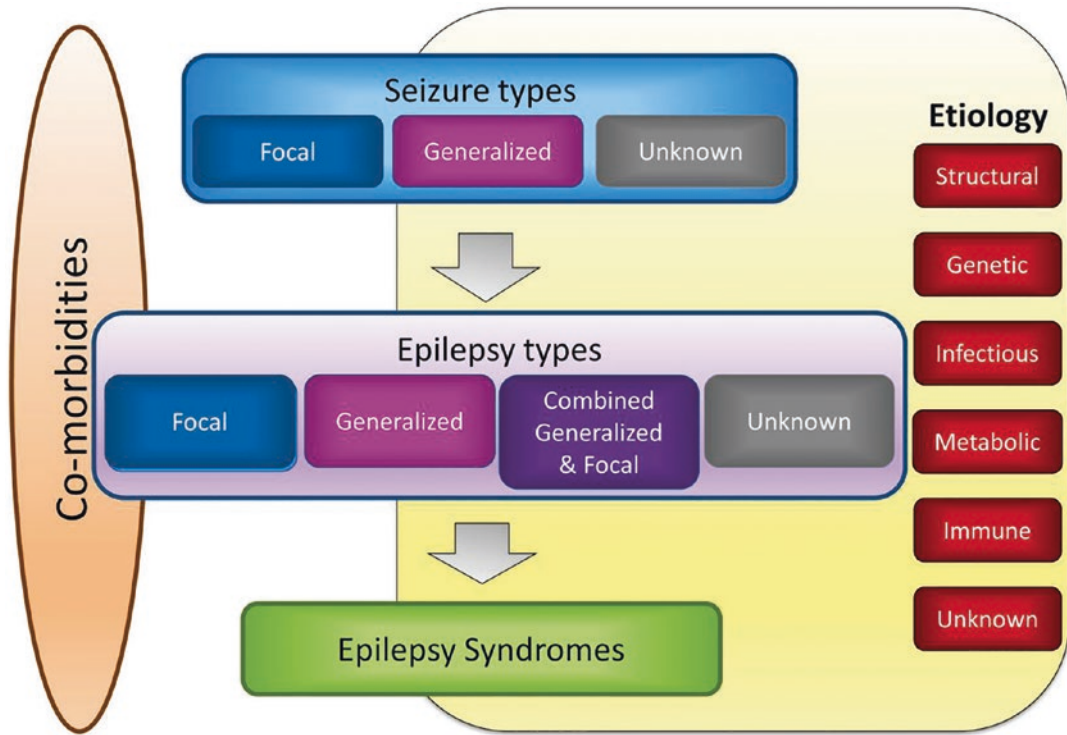 Co-morbidities
Seizure types
Focal
Generalized
Unknown
Epilepsy types
Focal
Generalized
Combined
Generalized
& Focal
Unknown
Epilepsy Syndromes
Etiology
Structural
Genetic
Infectious
Metabolic
Immune
Unknown